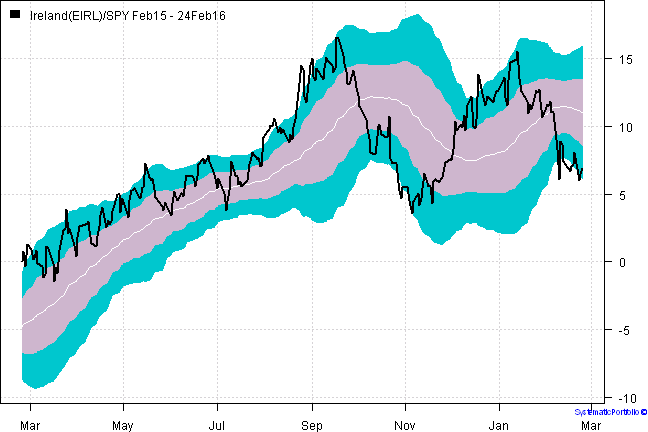 Ireland(EIRL)/SPY Feb15 - 24Feb16
15
10
5
0
-5
-10
SystematicPortfolio ©
Mar May Jul Sep Nov Jan Mar